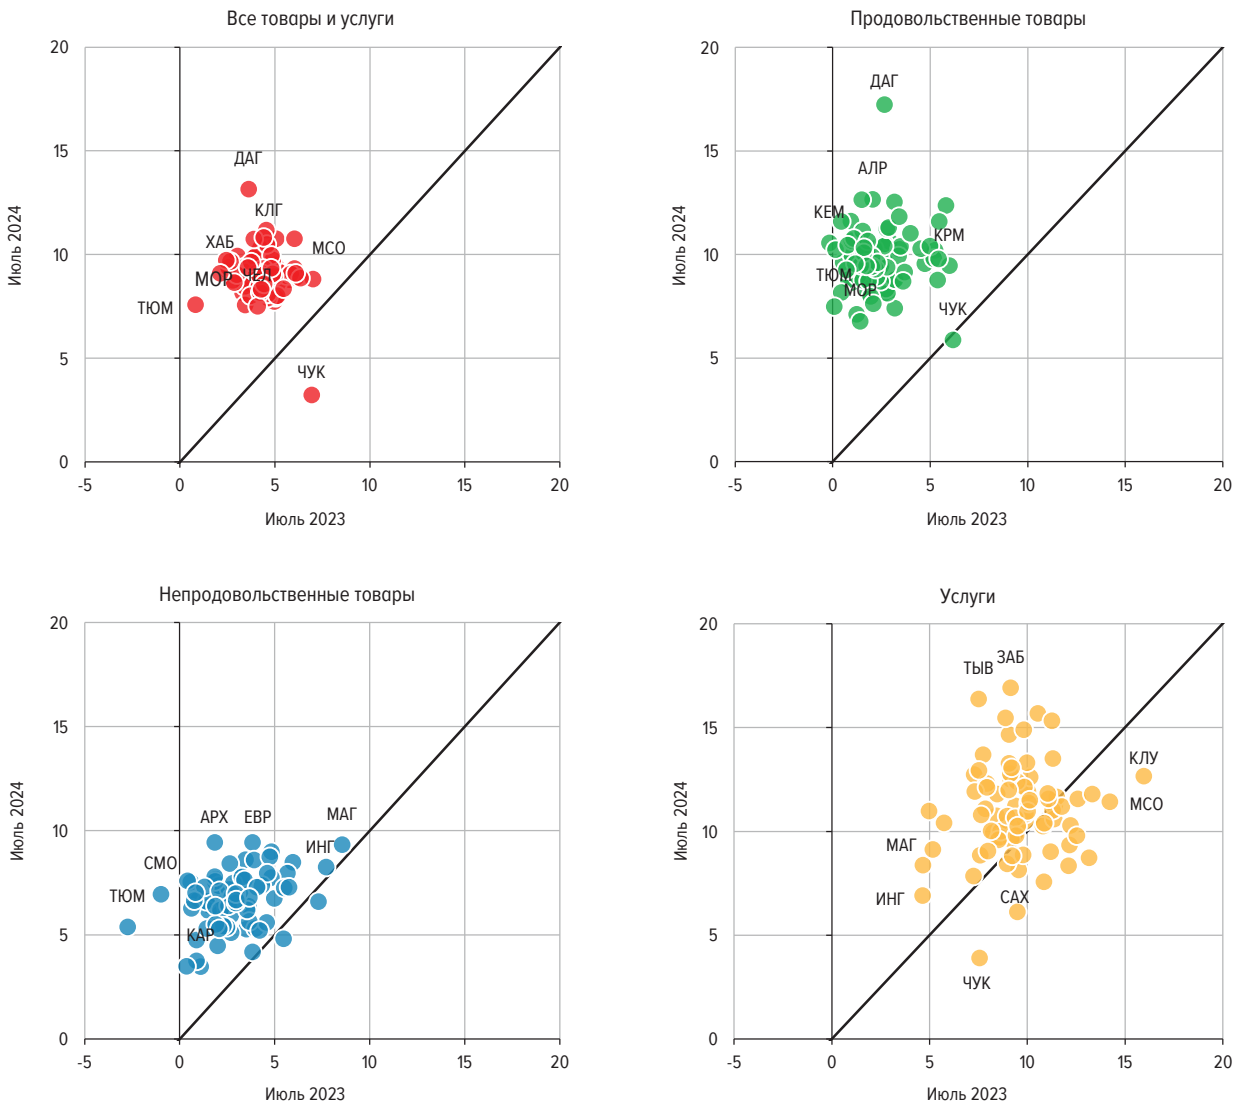 Все товары и услуги
20
15
10
5
0
-5
0
5
10
15
20
Июль 2024
Июль 2023
ДАГ
КЛГ
ХАБ
МСО
МОР
ЧЕЛ
ТЮМ
ЧУК
Продовольственные товары
20
15
10
5
0
-5
0
5
10
15
20
Июль 2024
Июль 2023
ДАГ
АЛР
КЕМ
КРМ
ТЮМ
МОР
ЧУК
Непродовольственные товары
20
15
10
5
0
-5
0
5
10
15
20
Июль 2024
Июль 2023
МАГ
АРХ
ЕВР
ИНГ
СМО
ТЮМ
КАР
Услуги
20
15
10
5
0
-5
0
5
10
15
20
Июль 2024
Июль 2023
ЗАБ
ТЫВ
КЛУ
МСО
МАГ
ИНГ
САХ
ЧУК